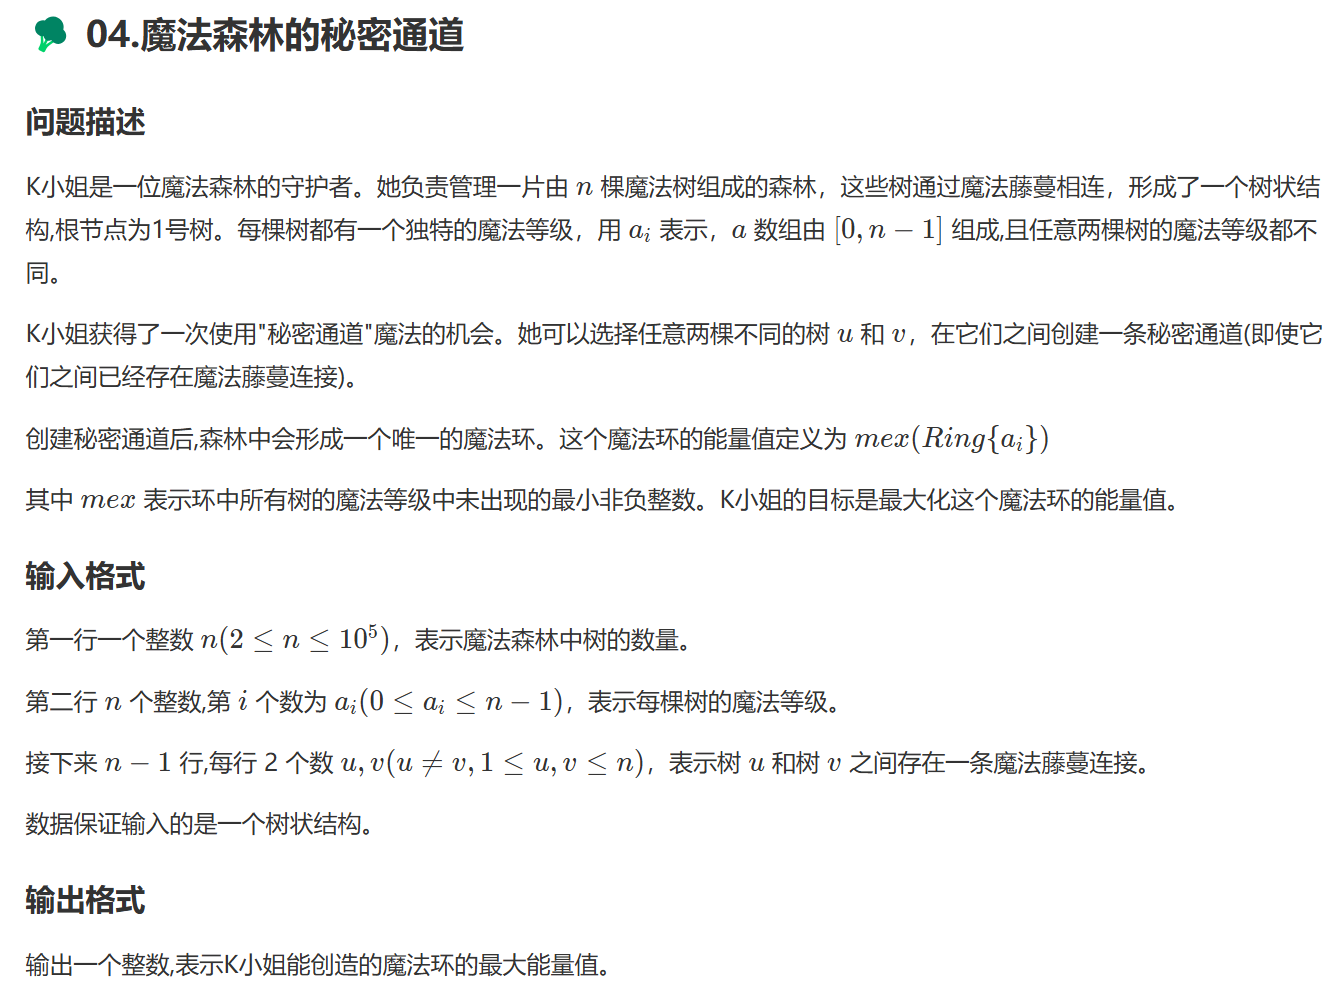 04.魔法森林的秘密通道
问题描述
K小姐是一位魔法森林的守护者。她负责管理一片由 n 棵魔法树组成的森林，这些树通过魔法藤蔓相连，形成了一个树状结
构,根节点为1号树。每棵树都有一个独特的魔法等级，用 a_i 表示，a 数组由 [0, n − 1] 组成,且任意两棵树的魔法等级都不
同。
K小姐获得了一次使用"秘密通道"魔法的机会。她可以选择任意两棵不同的树 u 和 v，在它们之间创建一条秘密通道(即使它
们之间已经存在魔法藤蔓连接)。
创建秘密通道后,森林中会形成一个唯一的魔法环。这个魔法环的能量值定义为 mex(Ring{a_i})
其中 mex 表示环中所有树的魔法等级中未出现的最小非负整数。K小姐的目标是最大化这个魔法环的能量值。
输入格式
第一行一个整数 n(2 ≤ n ≤ 10^5)，表示魔法森林中树的数量。
第二行 n 个整数,第 i 个数为 a_i(0 ≤ a_i ≤ n − 1)，表示每棵树的魔法等级。
接下来 n − 1 行,每行 2 个数 u, v(u ≠ v, 1 ≤ u, v ≤ n)，表示树 u 和树 v 之间存在一条魔法藤蔓连接。
数据保证输入的是一个树状结构。
输出格式
输出一个整数,表示K小姐能创造的魔法环的最大能量值。